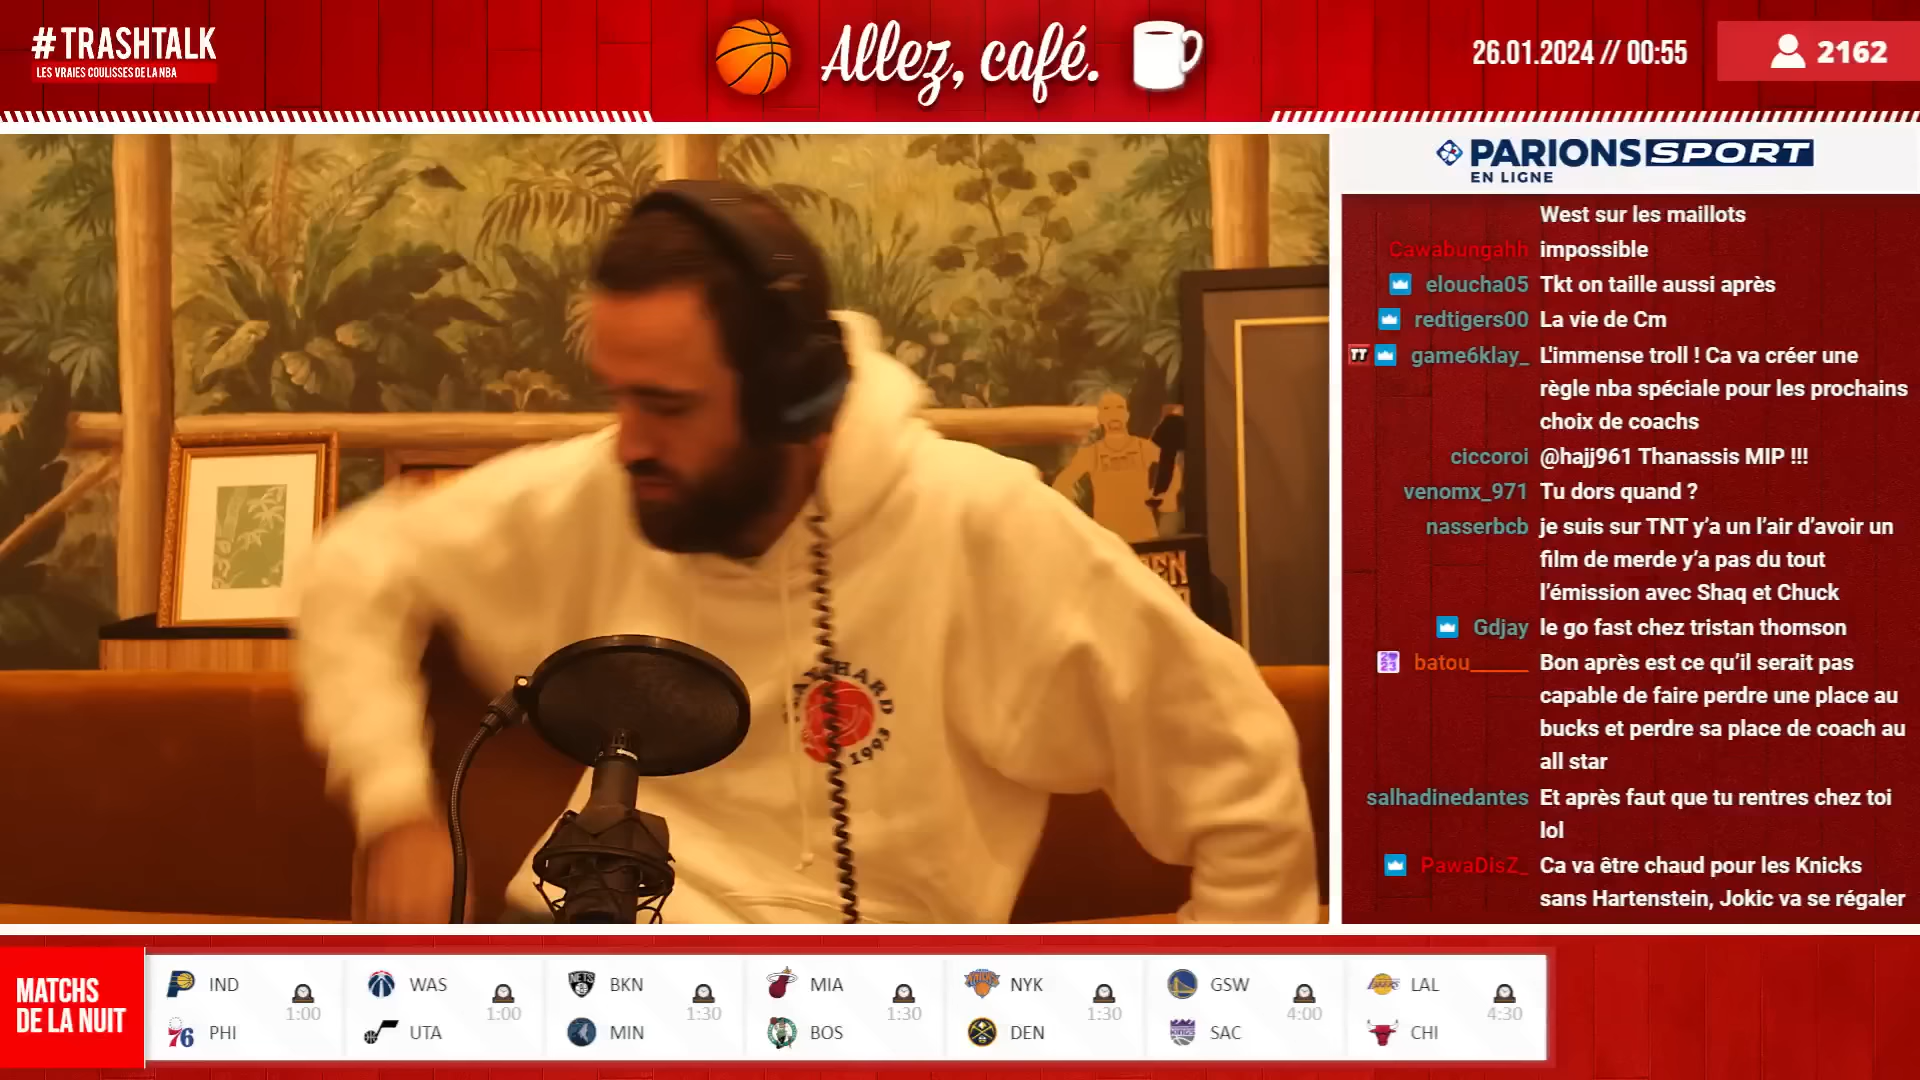 #TRASHTALK
LES VRAIES COULISSES DE LA NBA
Allez, café.
26.01.2024 // 00:55
2162
PARIONS SPORT
EN LIGNE
West sur les maillots
Cawabungahh impossible
eloucha05 Tkt on taille aussi après
redtigers00 La vie de Cm
TT game6klay_ L'immense troll ! Ca va créer une
règle nba spéciale pour les prochains
choix de coachs
ciccoroi @hajj961 Thanassis MIP !!!
venomx_971 Tu dors quand ?
nasserbcb je suis sur TNT y'a un l'air d'avoir un
film de merde y'a pas du tout
l'émission avec Shaq et Chuck
Gdjay le go fast chez tristan thomson
batou______ Bon après est ce qu'il serait pas
capable de faire perdre une place au
bucks et perdre sa place de coach au
all star
salhadinedantes Et après faut que tu rentres chez toi
lol
PawaDisZ_ Ca va être chaud pour les Knicks
sans Hartenstein, Jokic va se régaler
HARD
1993
MATCHS
DE LA NUIT
IND
PHI
1:00
WAS
UTA
1:00
BKN
MIN
1:30
MIA
BOS
1:30
NYK
DEN
1:30
GSW
SAC
4:00
LAL
CHI
4:30